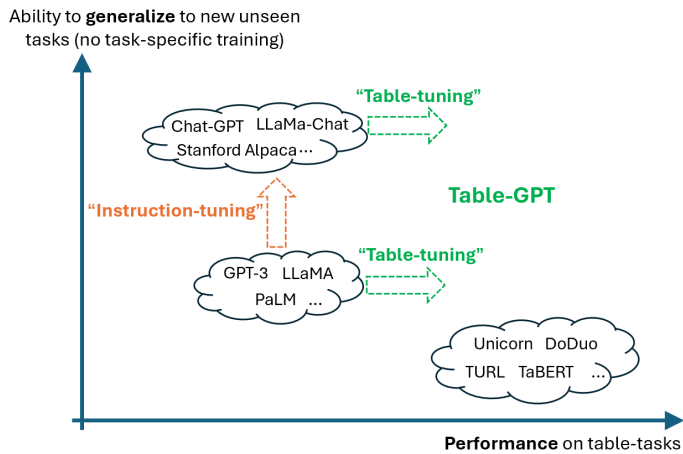 Ability to generalize to new unseen
tasks (no task-specific training)
“Table-tuning”
Chat-GPT LLaMa-Chat
Stanford Alpaca...
“Instruction-tuning”
Table-GPT
“Table-tuning”
GPT-3 LLaMA
PaLM ...
Unicorn DoDuo
TURL TaBERT ...
Performance on table-tasks